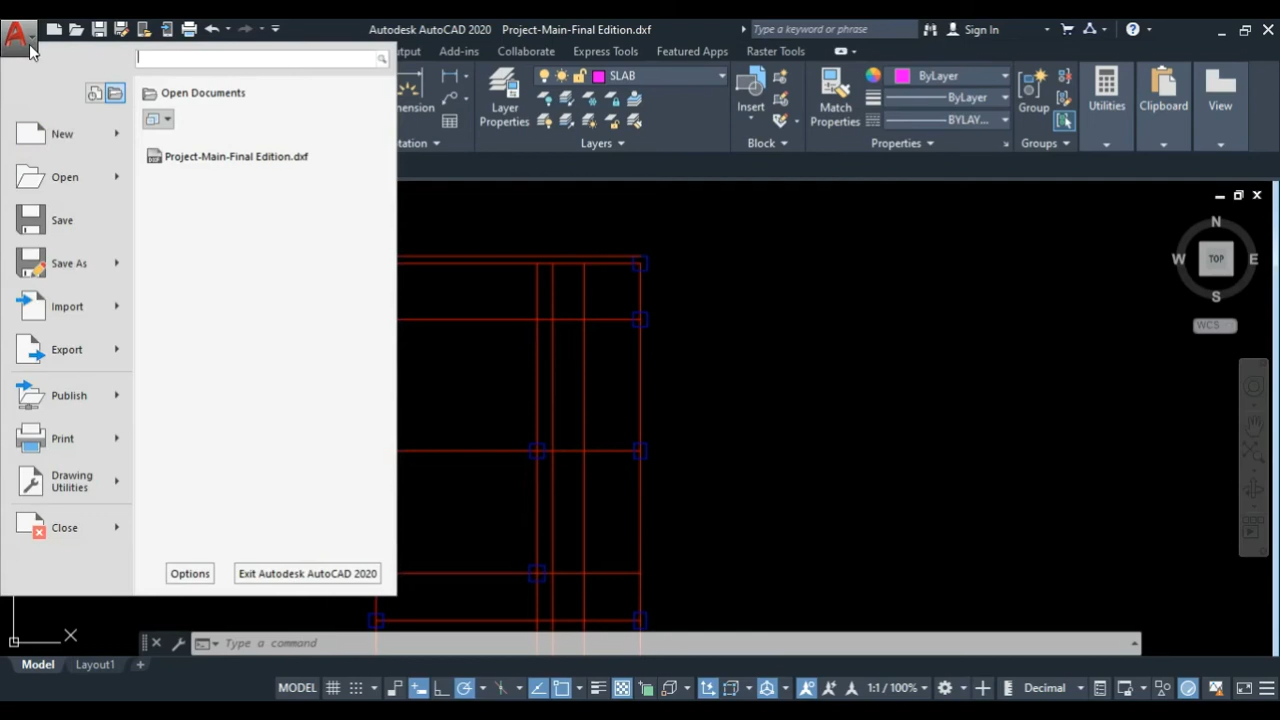 Autodesk AutoCAD 2020 Project-Main-Final Edition.dxf
Type a keyword or phrase
Sign In
Add-ins Collaborate Express Tools Featured Apps Raster Tools
Open Documents
Project-Main-Final Edition.dxf
New
Open
Save
Save As
Import
Export
Publish
Print
Drawing
Utilities
Close
Options
Exit Autodesk AutoCAD 2020
Layer
Properties
SLAB
Layers
Insert
Block
Match
Properties
ByLayer
ByLayer
BYLAY...
Properties
Group
Groups
Utilities
Clipboard
View
N
W TOP E
S
WCS
Type a command
Model Layout1
MODEL
1:1 / 100%
Decimal